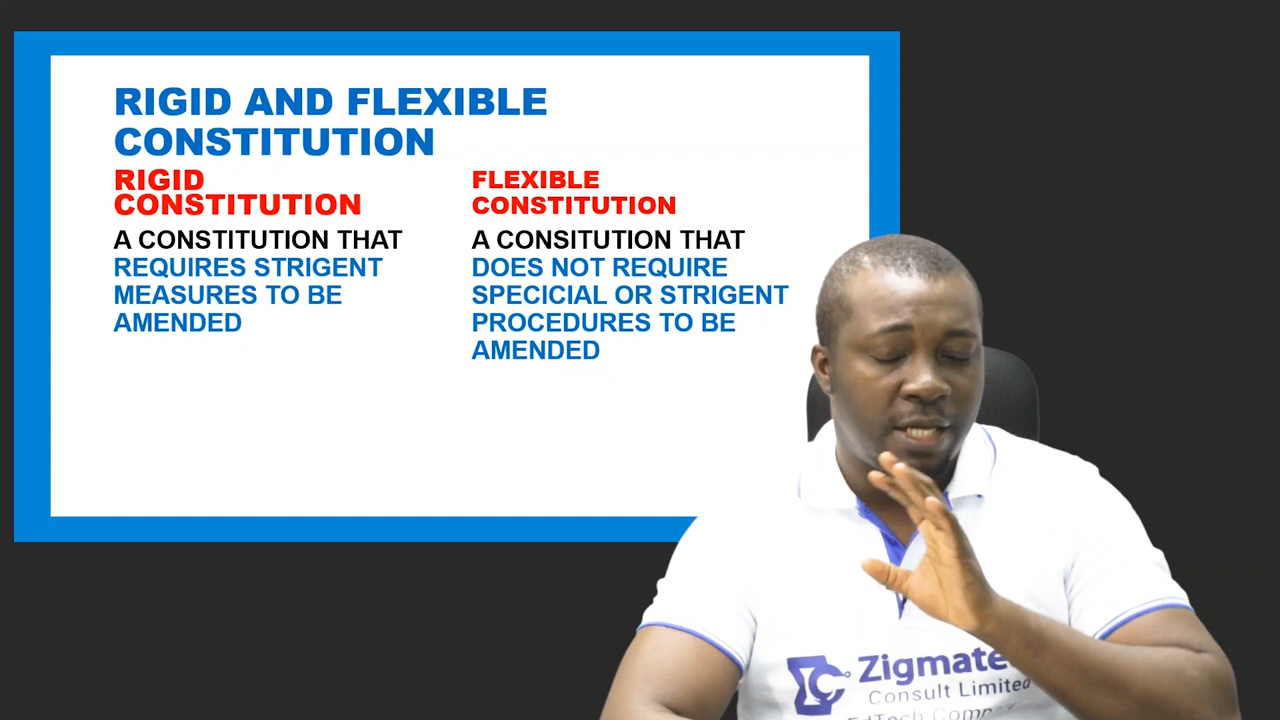 RIGID AND FLEXIBLE
CONSTITUTION
RIGID
CONSTITUTION
A CONSTITUTION THAT
REQUIRES STRIGENT
MEASURES TO BE
AMENDED
FLEXIBLE
CONSTITUTION
A CONSITUTION THAT
DOES NOT REQUIRE
SPECICIAL OR STRIGENT
PROCEDURES TO BE
AMENDED
Consult Limited
EdTech